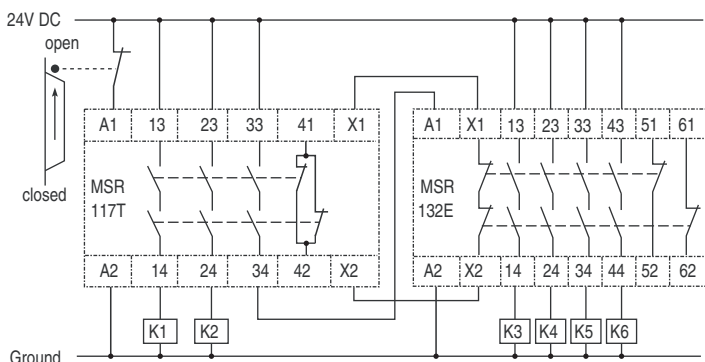 24V DC
open
closed
A1 13 23 33 41 X1
MSR
117T
A2 14 24 34 42 X2
A1 X1 13 23 33 43 51 61
MSR
132E
A2 X2 14 24 34 44 52 62
K1 K2 K3 K4 K5 K6
Ground